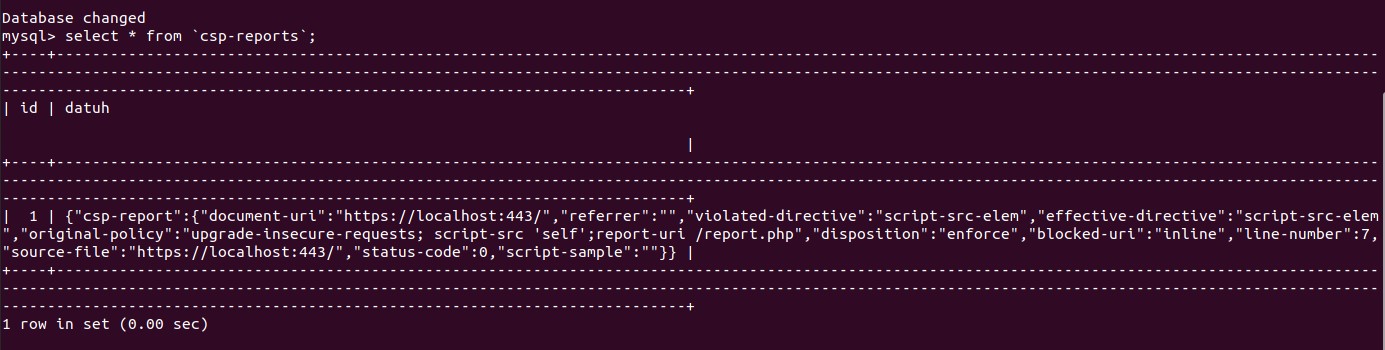 Database changed
mysql> select * from `csp-reports`;
+----+---------------------------------------------------------------------------------------------------------------------------------------------------
---------------------------------------------------------------------------------------------------------------------------------------------------------
----------------------------------------------------------------------------+
| id | datuh
|
+----+---------------------------------------------------------------------------------------------------------------------------------------------------
---------------------------------------------------------------------------------------------------------------------------------------------------------
----------------------------------------------------------------------------+
|  1 | {"csp-report":{"document-uri":"https://localhost:443/","referrer":"","violated-directive":"script-src-elem","effective-directive":"script-src-elem
","original-policy":"upgrade-insecure-requests; script-src 'self';report-uri /report.php","disposition":"enforce","blocked-uri":"inline","line-number":7,
"source-file":"https://localhost:443/","status-code":0,"script-sample":""}} |
+----+---------------------------------------------------------------------------------------------------------------------------------------------------
---------------------------------------------------------------------------------------------------------------------------------------------------------
----------------------------------------------------------------------------+
1 row in set (0.00 sec)